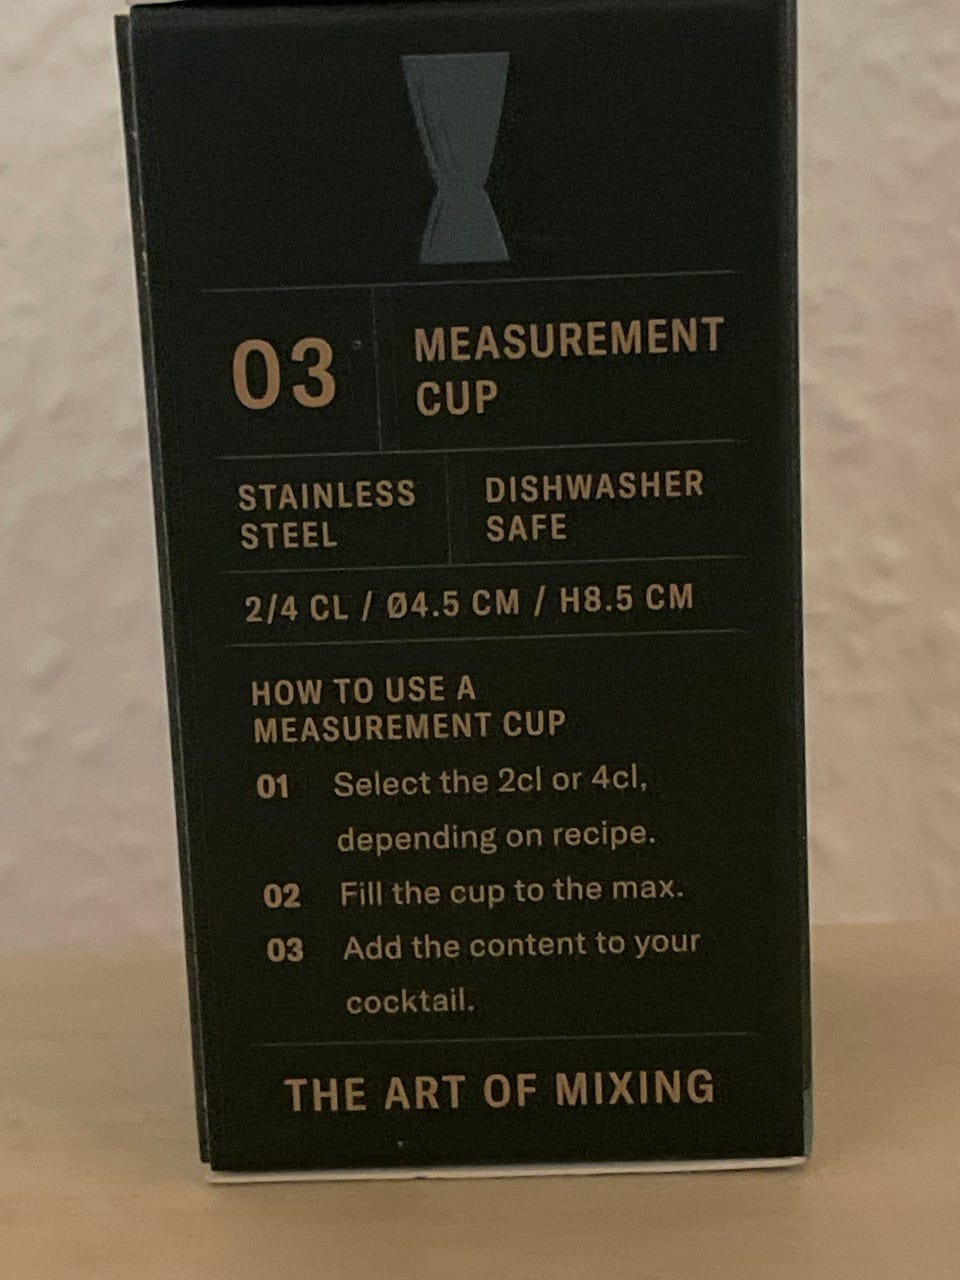 03
MEASUREMENT
CUP
STAINLESS
STEEL
DISHWASHER
SAFE
2/4 CL / Ø4.5 CM / H8.5 CM
HOW TO USE A
MEASUREMENT CUP
01 Select the 2cl or 4cl,
depending on recipe.
02 Fill the cup to the max.
03 Add the content to your
cocktail.
THE ART OF MIXING